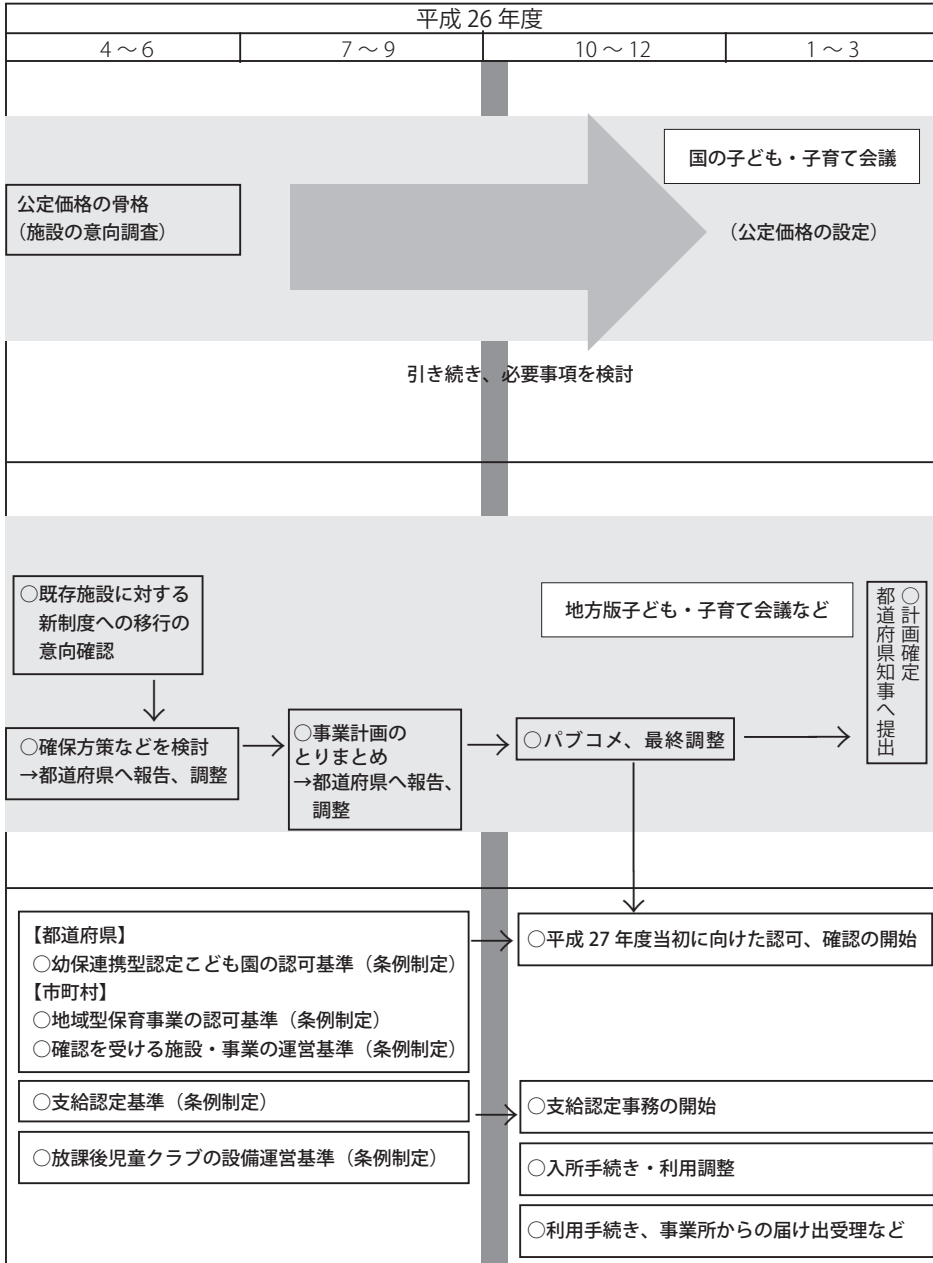 平成 26 年度
4～6
7～9
10～12
1～3
国の子ども・子育て会議
公定価格の骨格
（施設の意向調査）
（公定価格の設定）
引き続き、必要事項を検討
○既存施設に対する
新制度への移行の
意向確認
地方版子ども・子育て会議など
○計画確定
都道府県知事へ提出
○確保方策などを検討
→都道府県へ報告、調整
○事業計画の
とりまとめ
→都道府県へ報告、
調整
○パブコメ、最終調整
【都道府県】
○幼保連携型認定こども園の認可基準（条例制定）
【市町村】
○地域型保育事業の認可基準（条例制定）
○確認を受ける施設・事業の運営基準（条例制定）
○平成 27 年度当初に向けた認可、確認の開始
○支給認定基準（条例制定）
○支給認定事務の開始
○放課後児童クラブの設備運営基準（条例制定）
○入所手続き・利用調整
○利用手続き、事業所からの届け出受理など